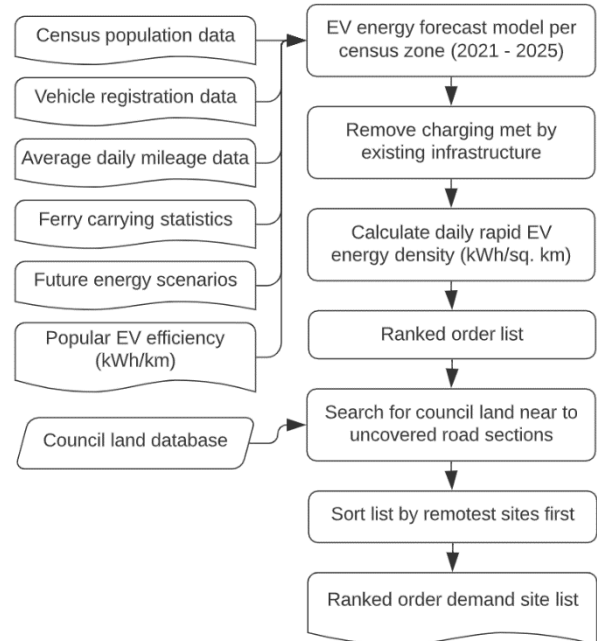 Census population data
Vehicle registration data
Average daily mileage data
Ferry carrying statistics
Future energy scenarios
Popular EV efficiency
(kWh/km)
Council land database
EV energy forecast model per
census zone (2021 - 2025)
Remove charging met by
existing infrastructure
Calculate daily rapid EV
energy density (kWh/sq. km)
Ranked order list
Search for council land near to
uncovered road sections
Sort list by remotest sites first
Ranked order demand site list